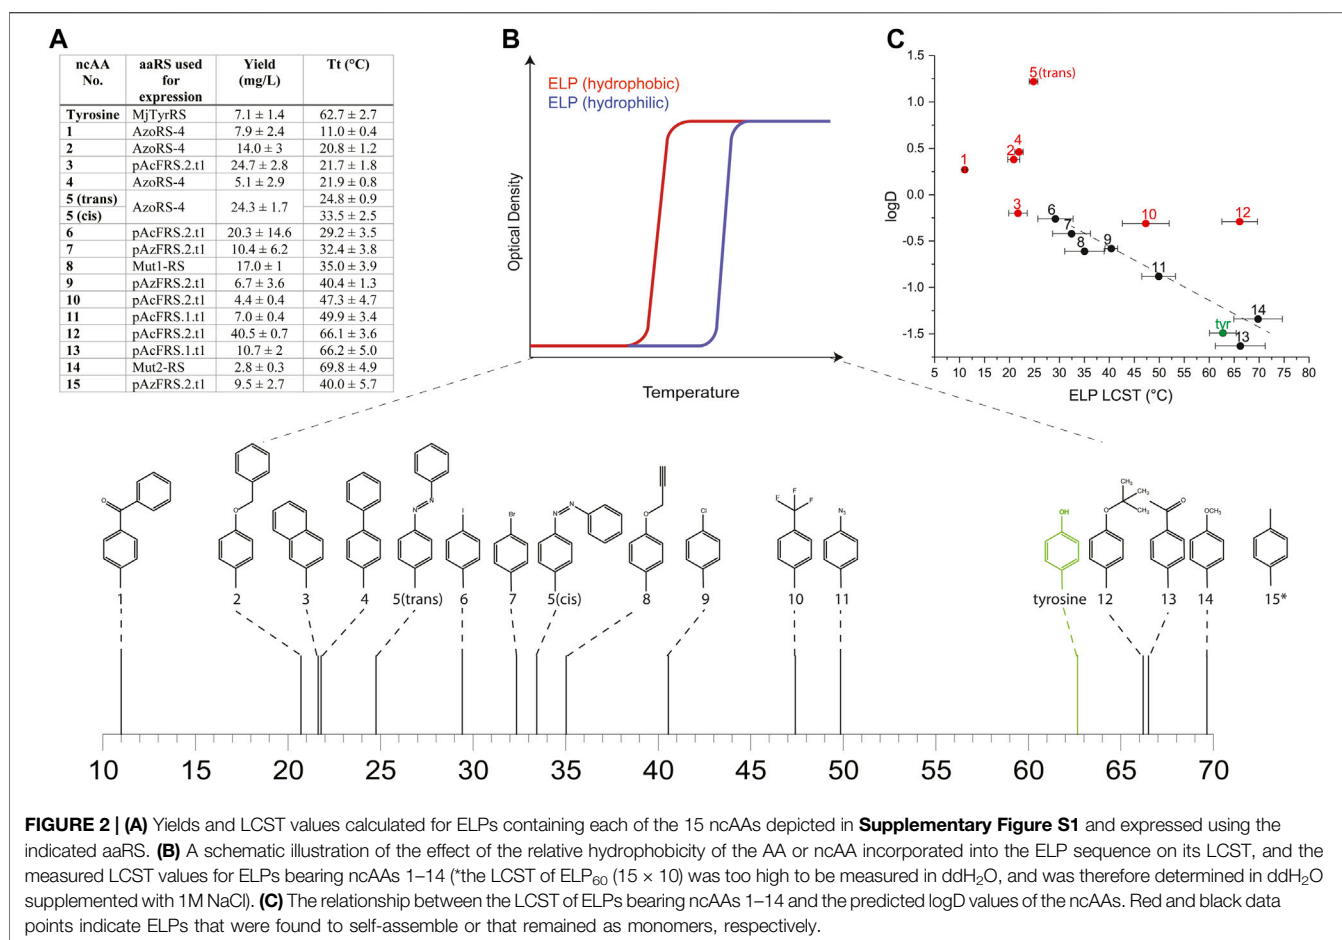 A
ncAA No. aaRS used for expression Yield (mg/L) Tt (°C)
Tyrosine MjTyrRS 7.1 ± 1.4 62.7 ± 2.7
1 AzoRS-4 7.9 ± 2.4 11.0 ± 0.4
2 AzoRS-4 14.0 ± 3 20.8 ± 1.2
3 pAcFRS.2.t1 24.7 ± 2.8 21.7 ± 1.8
4 AzoRS-4 5.1 ± 2.9 21.9 ± 0.8
5 (trans) AzoRS-4 24.3 ± 1.7 24.8 ± 0.9
5 (cis) 33.5 ± 2.5
6 pAcFRS.2.t1 20.3 ± 14.6 29.2 ± 3.5
7 pAzFRS.2.t1 10.4 ± 6.2 32.4 ± 3.8
8 Mut1-RS 17.0 ± 1 35.0 ± 3.9
9 pAzFRS.2.t1 6.7 ± 3.6 40.4 ± 1.3
10 pAcFRS.2.t1 4.4 ± 0.4 47.3 ± 4.7
11 pAcFRS.1.t1 7.0 ± 0.4 49.9 ± 3.4
12 pAcFRS.2.t1 40.5 ± 0.7 66.1 ± 3.6
13 pAcFRS.1.t1 10.7 ± 2 66.2 ± 5.0
14 Mut2-RS 2.8 ± 0.3 69.8 ± 4.9
15 pAzFRS.2.t1 9.5 ± 2.7 40.0 ± 5.7
B
ELP (hydrophobic)
ELP (hydrophilic)
Optical Density
Temperature
C
logD
1.5
1.0
0.5
0.0
-0.5
-1.0
-1.5
5(trans)
4
2
1
3
6
7
8
9
10
12
11
14
tyr
13
5 10 15 20 25 30 35 40 45 50 55 60 65 70 75 80
ELP LCST (°C)
O
O
N N
I
Br
N N
O
Cl
F F F
N₃
OH
O CH₃ CH₃ CH₃
O
OCH₃
1 2 3 4 5(trans) 6 7 5(cis) 8 9 10 11 tyrosine 12 13 14 15*
10 15 20 25 30 35 40 45 50 55 60 65 70
FIGURE 2 | (A) Yields and LCST values calculated for ELPs containing each of the 15 ncAAs depicted in Supplementary Figure S1 and expressed using the
indicated aaRS. (B) A schematic illustration of the effect of the relative hydrophobicity of the AA or ncAA incorporated into the ELP sequence on its LCST, and the
measured LCST values for ELPs bearing ncAAs 1–14 (*the LCST of ELP₆₀ (15 × 10) was too high to be measured in ddH₂O, and was therefore determined in ddH₂O
supplemented with 1M NaCl). (C) The relationship between the LCST of ELPs bearing ncAAs 1–14 and the predicted logD values of the ncAAs. Red and black data
points indicate ELPs that were found to self-assemble or that remained as monomers, respectively.